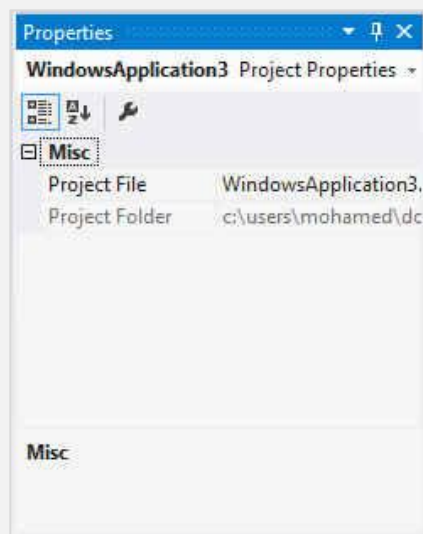 Properties
WindowsApplication3 Project Properties
Misc
Project File WindowsApplication3.
Project Folder c:\users\mohamed\dc
Misc